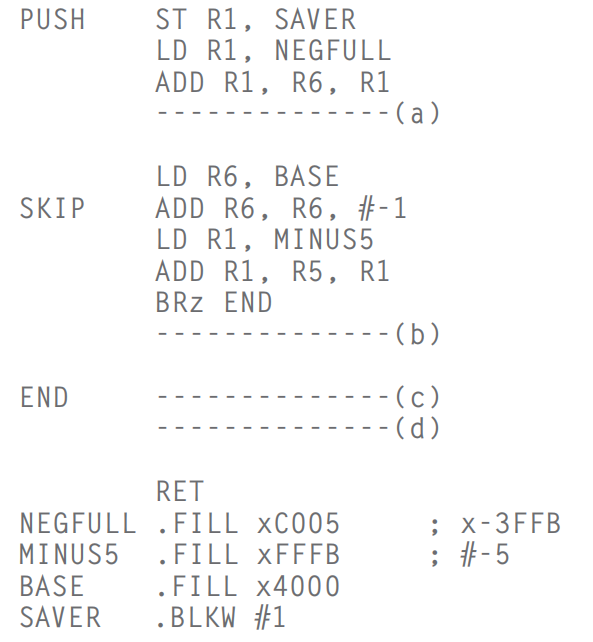 PUSH ST R1, SAVER
LD R1, NEGFULL
ADD R1, R6, R1
--------------(a)
LD R6, BASE
SKIP ADD R6, R6, #-1
LD R1, MINUS5
ADD R1, R5, R1
BRz END
--------------(b)
END --------------(c)
--------------(d)
RET
NEGFULL .FILL xC005 ; x-3FFB
MINUS5 .FILL xFFFB ; #-5
BASE .FILL x4000
SAVER .BLKW #1